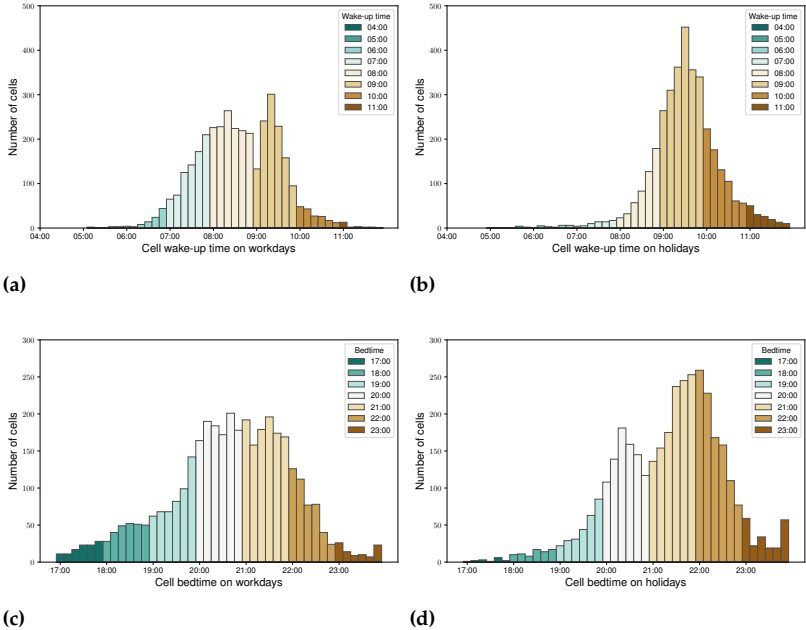 500
400
300
200
100
0
Number of cells
Wake-up time
04:00
05:00
06:00
07:00
08:00
09:00
10:00
11:00
04:00 05:00 06:00 07:00 08:00 09:00 10:00 11:00
Cell wake-up time on workdays
(a)
500
400
300
200
100
0
Number of cells
Wake-up time
04:00
05:00
06:00
07:00
08:00
09:00
10:00
11:00
04:00 05:00 06:00 07:00 08:00 09:00 10:00 11:00
Cell wake-up time on holidays
(b)
300
250
200
150
100
50
0
Number of cells
Bedtime
17:00
18:00
19:00
20:00
21:00
22:00
23:00
17:00 18:00 19:00 20:00 21:00 22:00 23:00
Cell bedtime on workdays
(c)
300
250
200
150
100
50
0
Number of cells
Bedtime
17:00
18:00
19:00
20:00
21:00
22:00
23:00
17:00 18:00 19:00 20:00 21:00 22:00 23:00
Cell bedtime on holidays
(d)